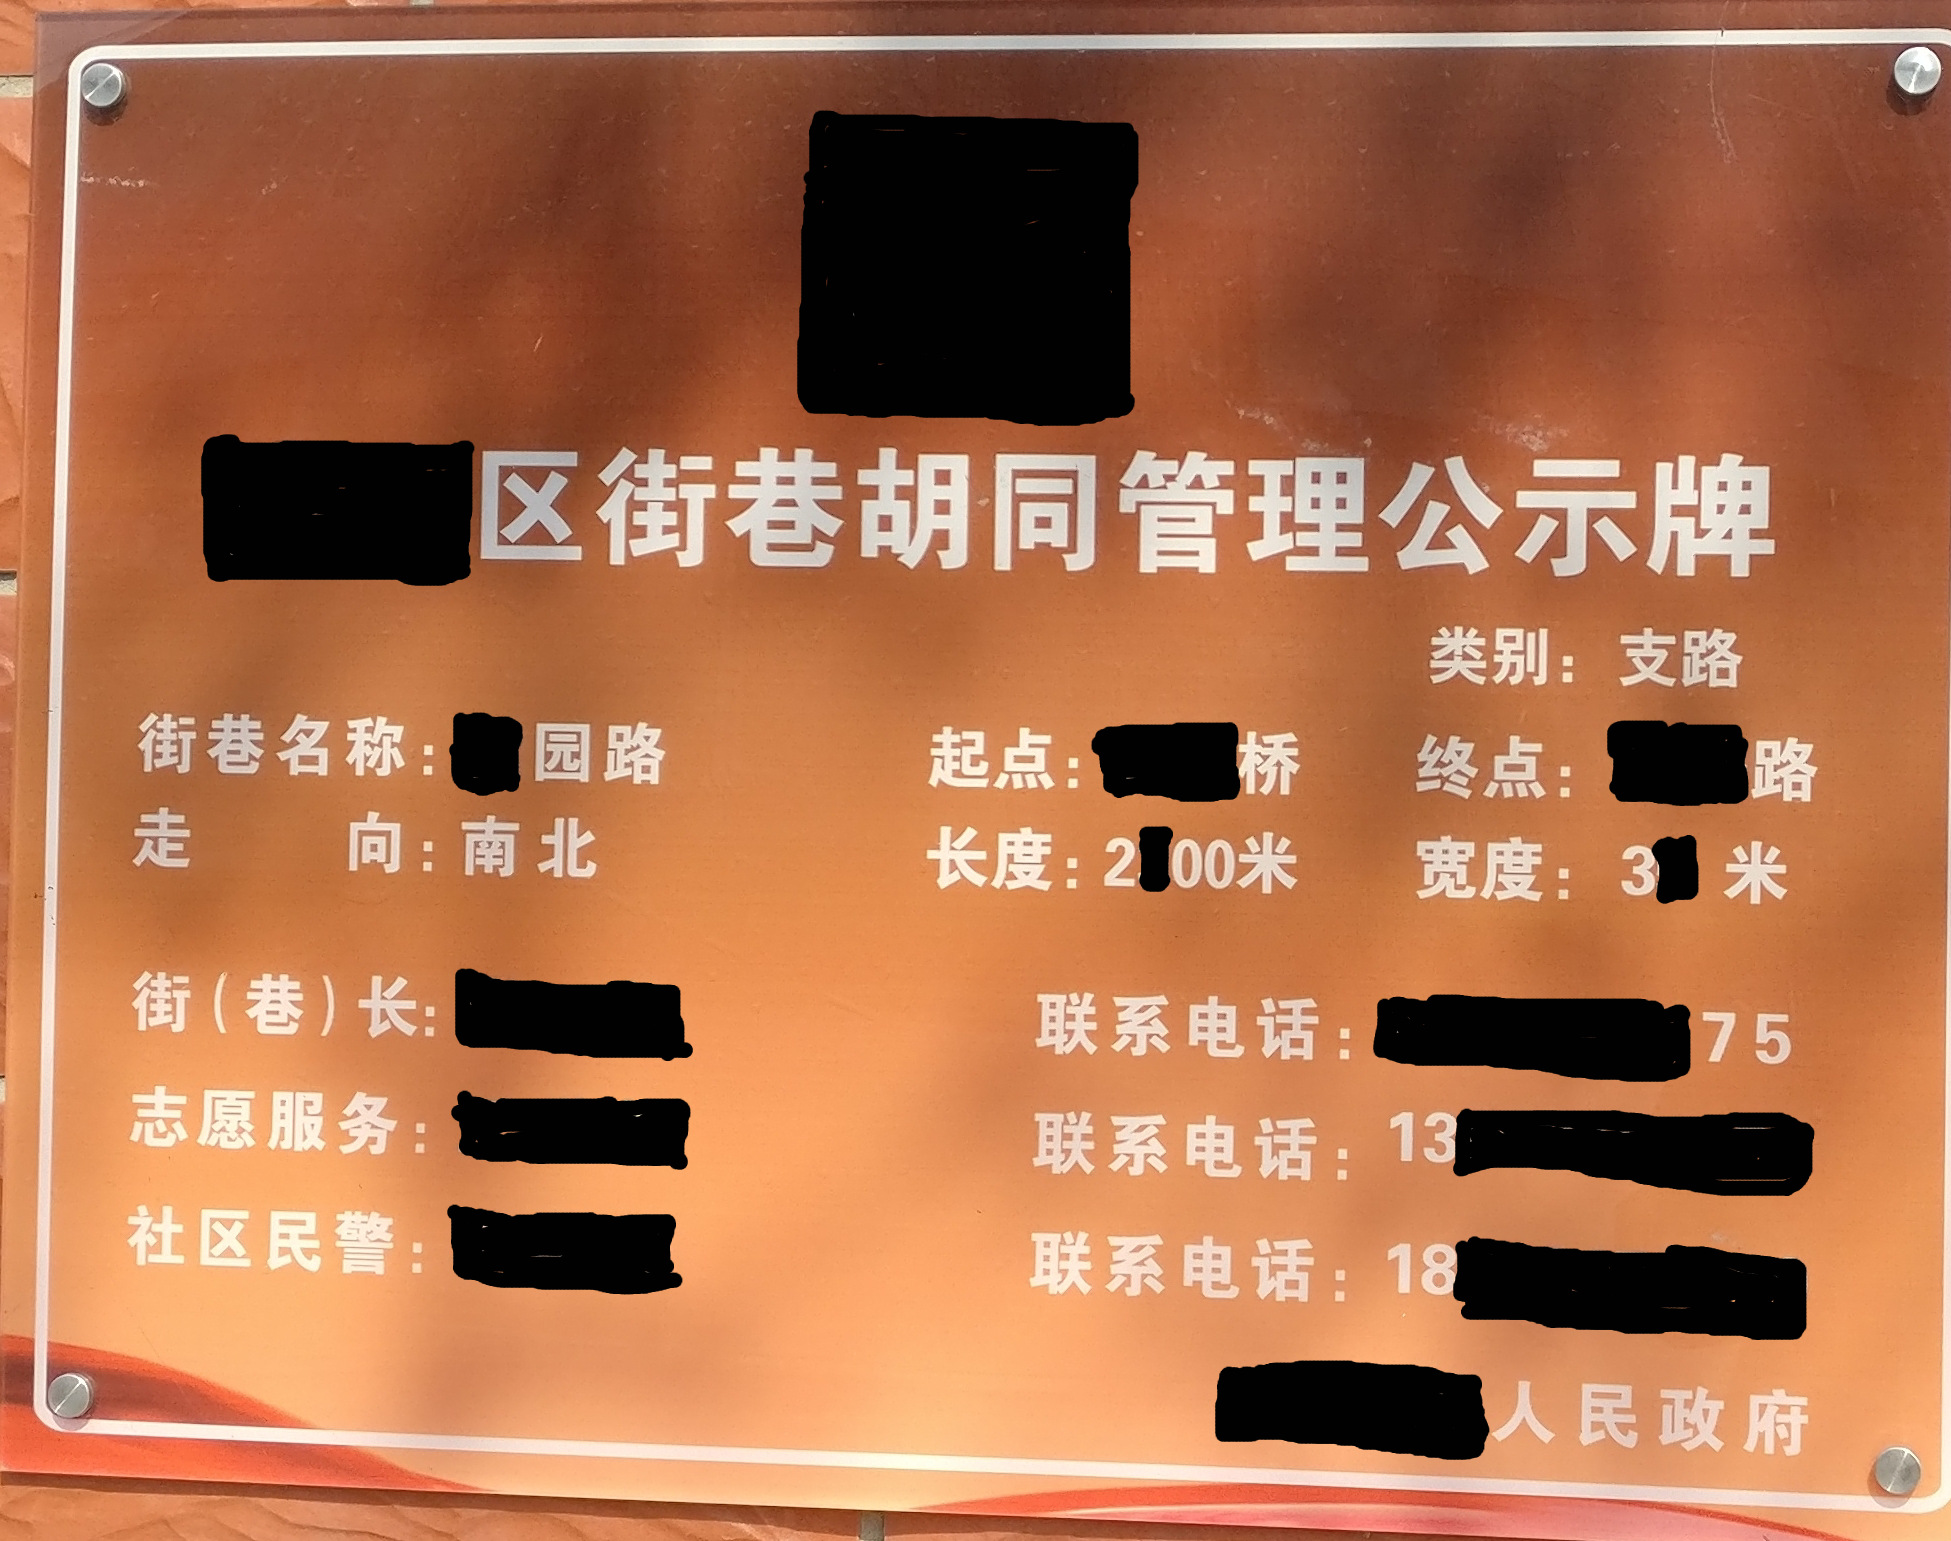 区街巷胡同管理公示牌
类别：支路
街巷名称：园路 起点：桥 终点：路
走向：南北 长度：200米 宽度：3米
街（巷）长： 联系电话：75
志愿服务： 联系电话：13
社区民警： 联系电话：18
人民政府